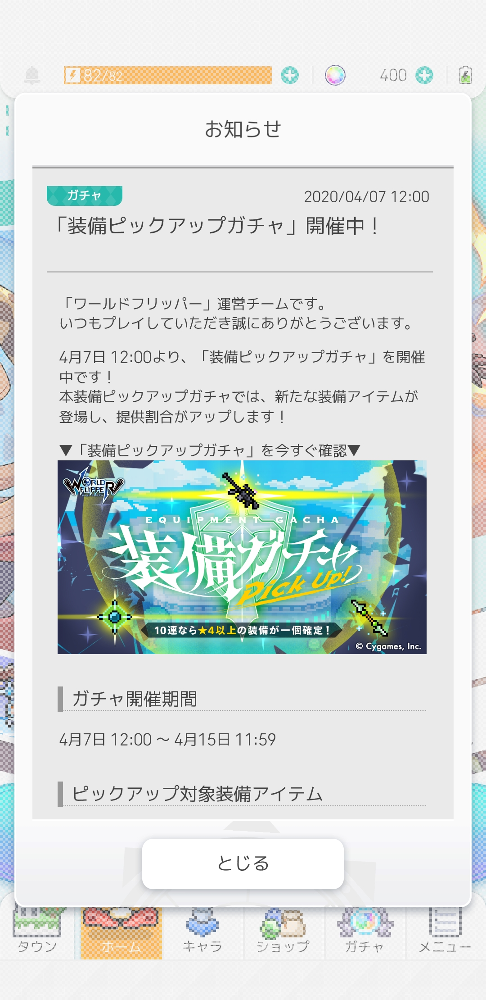 82/82
400
お知らせ
ガチャ
2020/04/07 12:00
「装備ピックアップガチャ」開催中！
「ワールドフリッパー」運営チームです。
いつもプレイしていただき誠にありがとうございます。
4月7日 12:00より、「装備ピックアップガチャ」を開催
中です！
本装備ピックアップガチャでは、新たな装備アイテムが
登場し、提供割合がアップします！
▼「装備ピックアップガチャ」を今すぐ確認▼
WORLD
FLIPPER
EQUIPMENT GACHA
装備ガチャ
Pick Up!
10連なら★4以上の装備が一個確定！
© Cygames, Inc.
ガチャ開催期間
4月7日 12:00 ～ 4月15日 11:59
ピックアップ対象装備アイテム
とじる
タウン
ホーム
キャラ
ショップ
ガチャ
メニュー